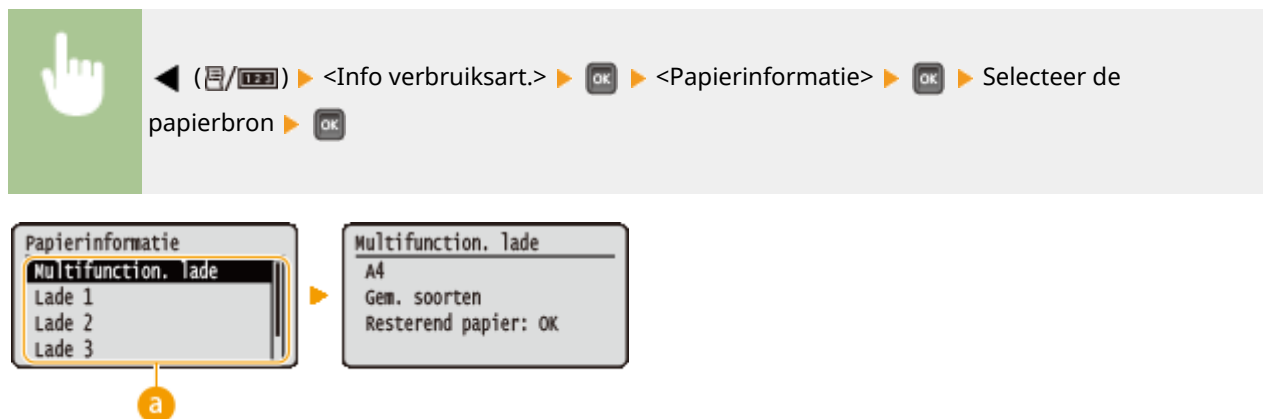 ◀ (/123) ▶ <Info verbruiksart.> ▶ OK ▶ <Papierinformatie> ▶ OK ▶ Selecteer de
papierbron ▶ OK
Papierinformatie
Multifunction. lade
Lade 1
Lade 2
Lade 3
a
▶
Multifunction. lade
A4
Gem. soorten
Resterend papier: OK